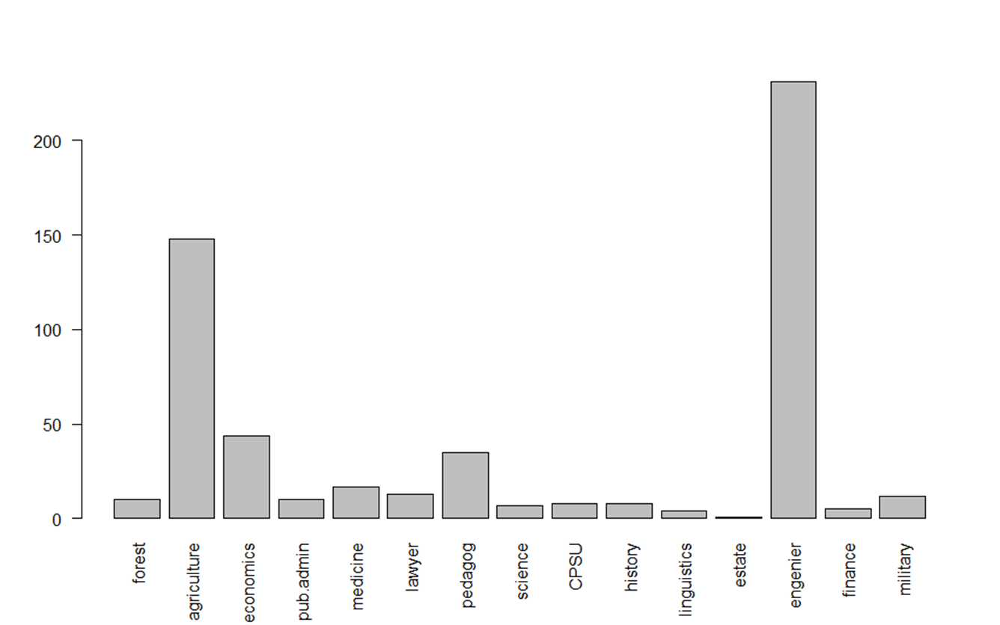 200
150
100
50
0
forest
agriculture
economics
pub.admin
medicine
lawyer
pedagog
science
CPSU
history
linguistics
estate
engenier
finance
military